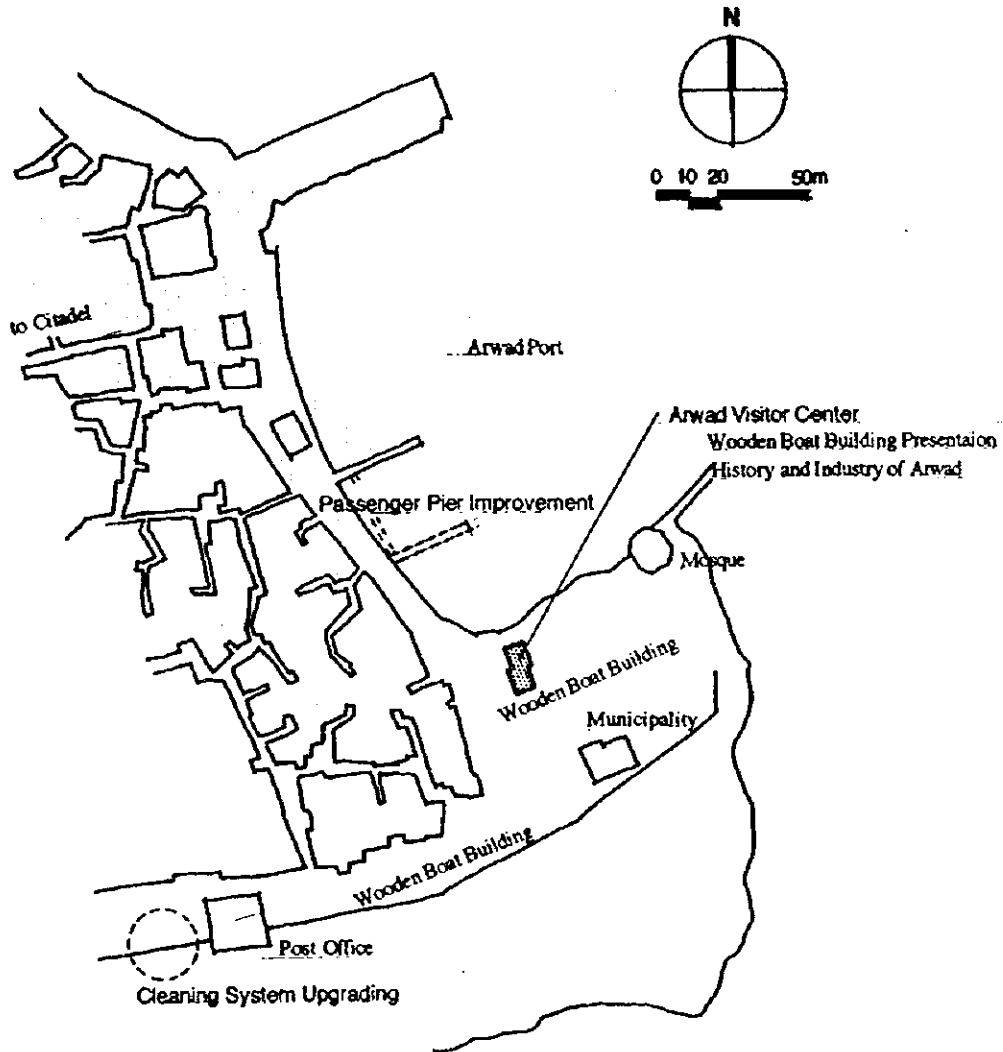 N
0 10 20 50m
to Citadel
Arwad Port
Arwad Visitor Center
Wooden Boat Building Presentaion
History and Industry of Arwad
Passenger Pier Improvement
Mosque
Wooden Boat Building
Municipality
Wooden Boat Building
Post Office
Cleaning System Upgrading